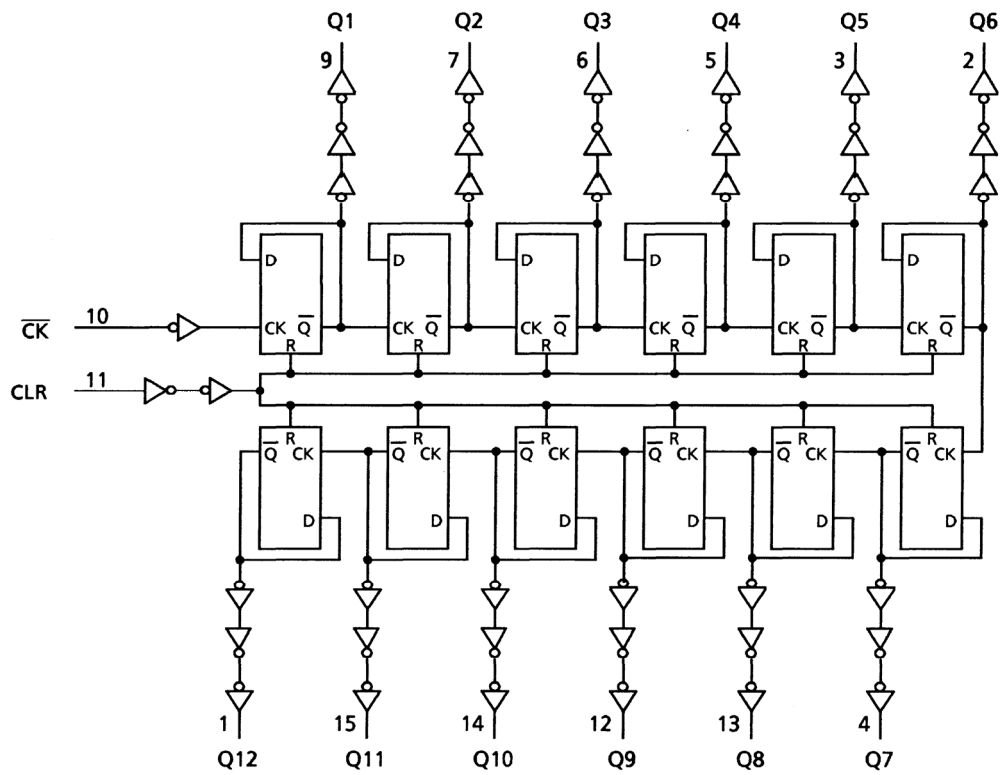 Q1 Q2 Q3 Q4 Q5 Q6
9 7 6 5 3 2
D D D D D D
C̅K̅ 10 CK Q̅ CK Q̅ CK Q̅ CK Q̅ CK Q̅ CK Q̅
R R R R R R
CLR 11
R R R R R R
Q̅ CK Q̅ CK Q̅ CK Q̅ CK Q̅ CK Q̅ CK
D D D D D D
1 15 14 12 13 4
Q12 Q11 Q10 Q9 Q8 Q7